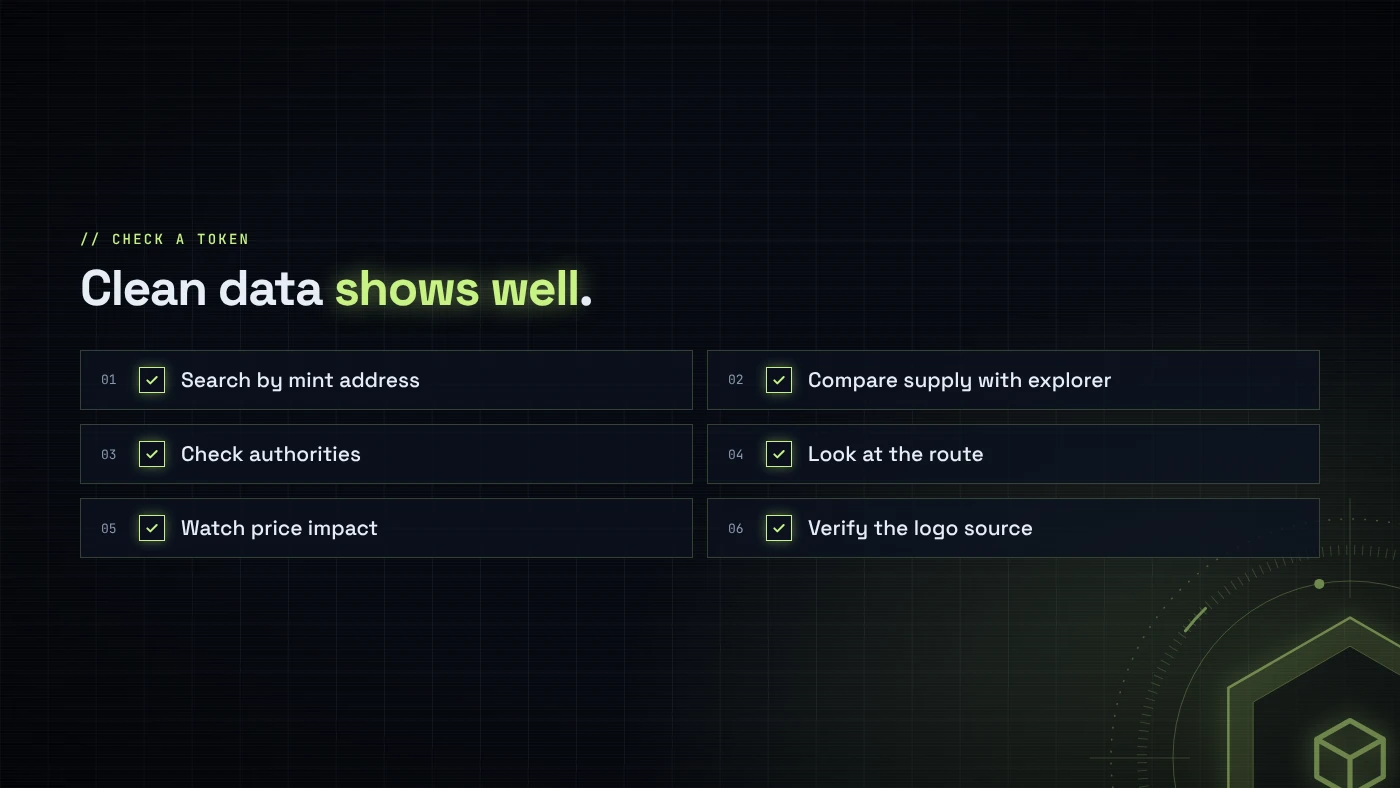 // CHECK A TOKEN
Clean data shows well.
01 Search by mint address
02 Compare supply with explorer
03 Check authorities
04 Look at the route
05 Watch price impact
06 Verify the logo source